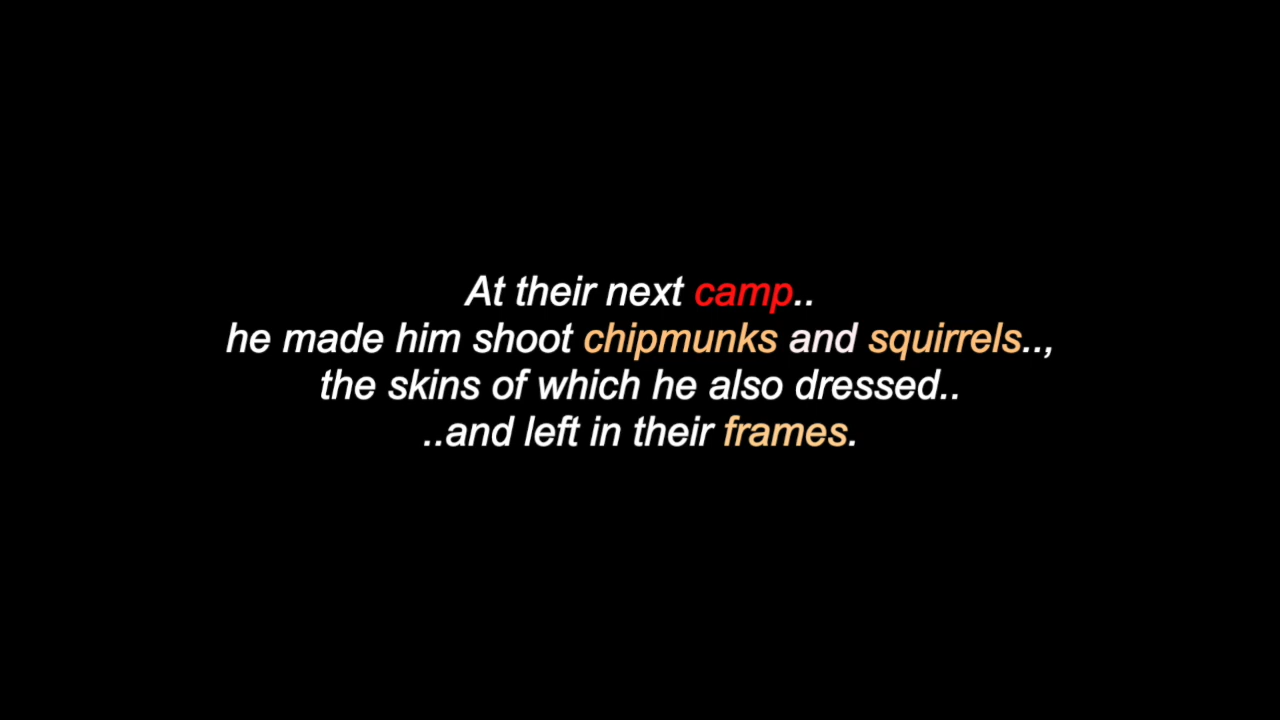 At their next camp..
he made him shoot chipmunks and squirrels..,
the skins of which he also dressed..
..and left in their frames.